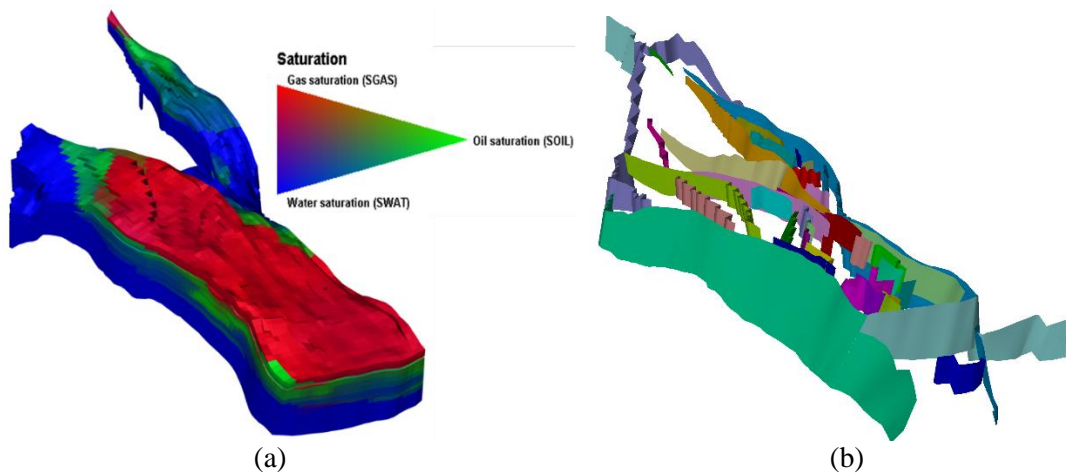 Saturation
Gas saturation (SGAS)
Oil saturation (SOIL)
Water saturation (SWAT)
(a)
(b)